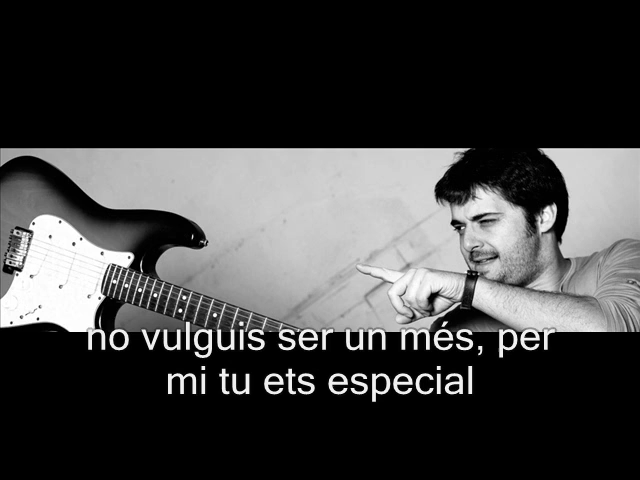 no vulguis ser un més, per
mi tu ets especial